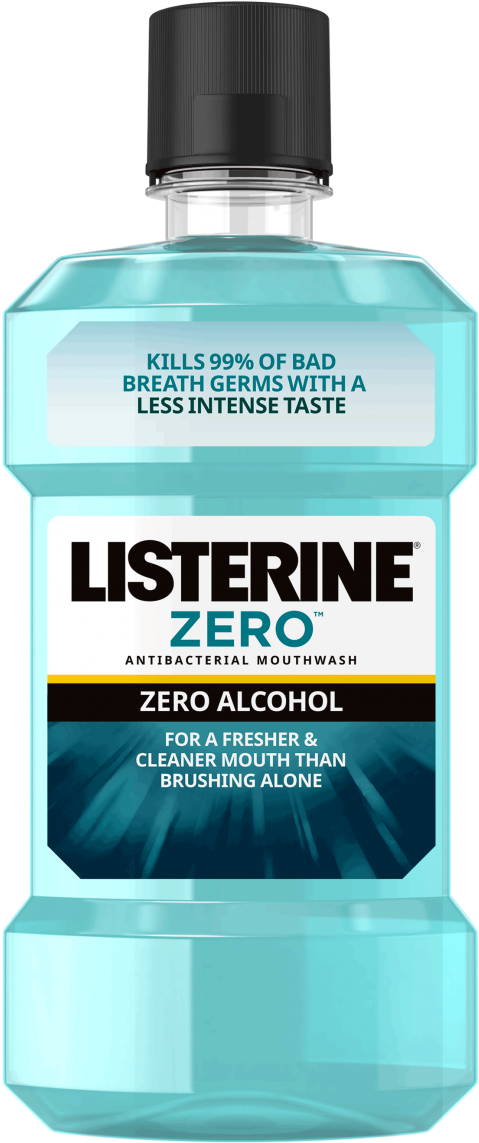 KILLS 99% OF BAD
BREATH GERMS WITH A
LESS INTENSE TASTE
LISTERINE®
ZERO™
ANTIBACTERIAL MOUTHWASH
ZERO ALCOHOL
FOR A FRESHER &
CLEANER MOUTH THAN
BRUSHING ALONE